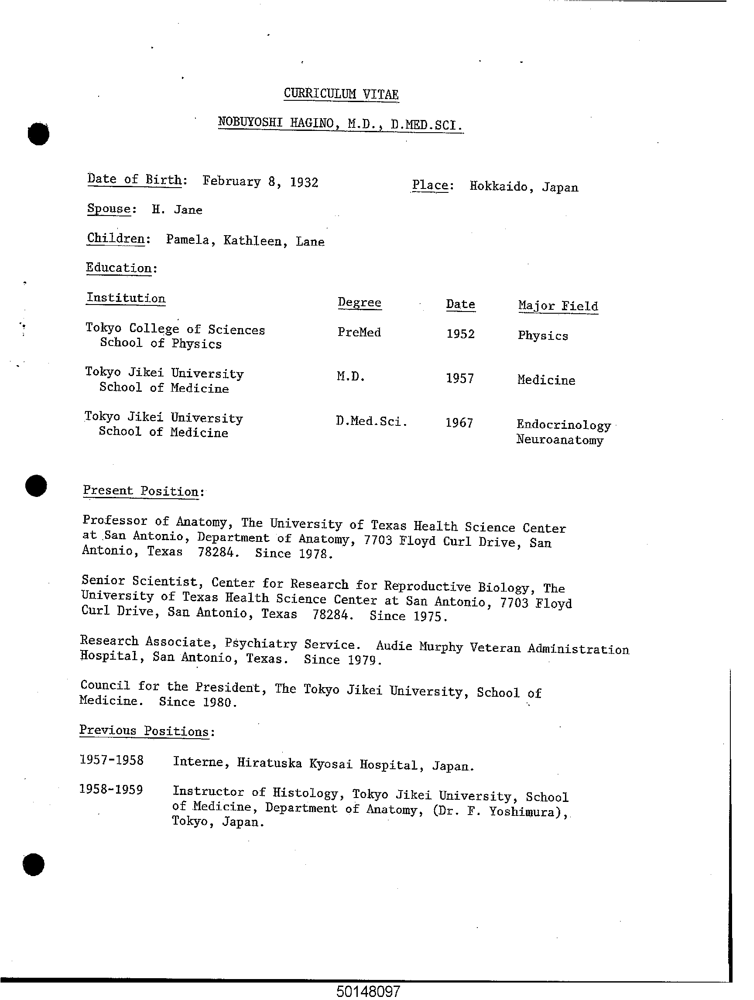 CURRICULUM VITAE
NOBUYOSHI HAGINO, M.D., D.MED.SCI.
Date of Birth: February 8, 1932 Place: Hokkaido, Japan
Spouse: H. Jane
Children: Pamela, Kathleen, Lane
Education:
Institution Degree Date Major Field
Tokyo College of Sciences PreMed 1952 Physics
School of Physics
Tokyo Jikei University M.D. 1957 Medicine
School of Medicine
Tokyo Jikei University D.Med.Sci. 1967 Endocrinology
School of Medicine Neuroanatomy
Present Position:
Professor of Anatomy, The University of Texas Health Science Center
at San Antonio, Department of Anatomy, 7703 Floyd Curl Drive, San
Antonio, Texas 78284. Since 1978.
Senior Scientist, Center for Research for Reproductive Biology, The
University of Texas Health Science Center at San Antonio, 7703 Floyd
Curl Drive, San Antonio, Texas 78284. Since 1975.
Research Associate, Psychiatry Service. Audie Murphy Veteran Administration
Hospital, San Antonio, Texas. Since 1979.
Council for the President, The Tokyo Jikei University, School of
Medicine. Since 1980.
Previous Positions:
1957-1958 Interne, Hiratuska Kyosai Hospital, Japan.
1958-1959 Instructor of Histology, Tokyo Jikei University, School
of Medicine, Department of Anatomy, (Dr. F. Yoshimura),
Tokyo, Japan.
50148097